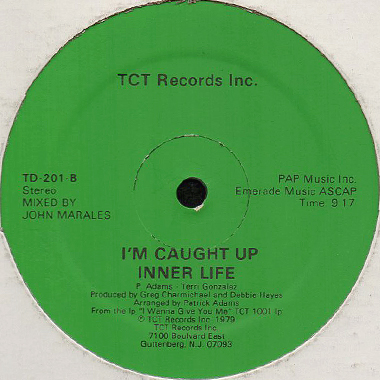 TCT Records Inc.
TD-201-B
Stereo
MIXED BY
JOHN MARALES
PAP Music Inc.
Emerade Music ASCAP
Time 9:17
I'M CAUGHT UP
INNER LIFE
P. Adams - Terri Gonzalez
Produced by Greg Charmichael and Debbie Hayes
Arranged by Patrick Adams
From the lp "I Wanna Give You Me" TCT 1001 lp
℗ TCT Records Inc. 1979
TCT Records Inc.
7100 Boulvard East
Guitenberg, N.J. 07093